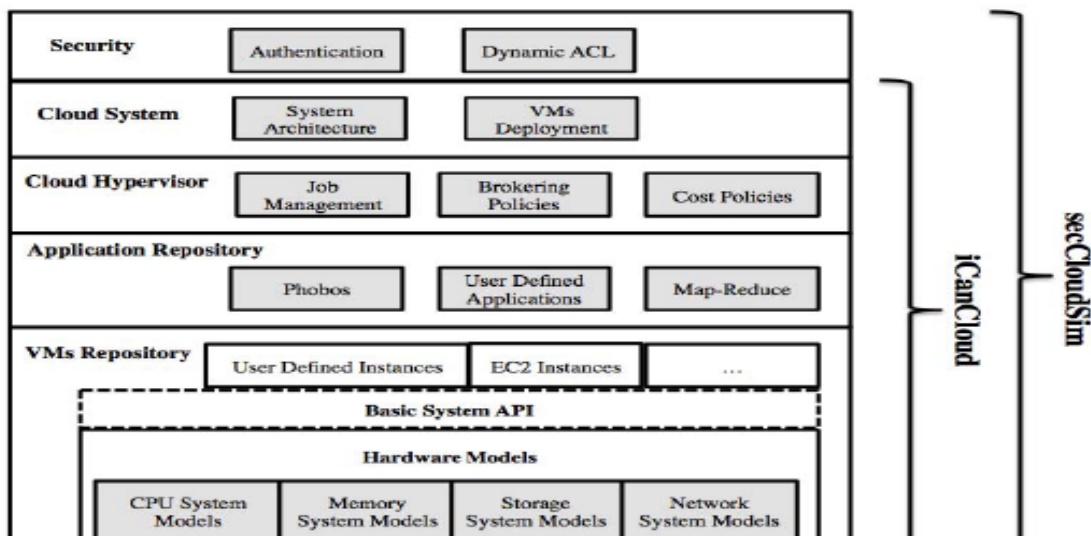 Security
Authentication
Dynamic ACL
Cloud System
System
Architecture
VMs
Deployment
Cloud Hypervisor
Job
Management
Brokering
Policies
Cost Policies
Application Repository
Phobos
User Defined
Applications
Map-Reduce
VMs Repository
User Defined Instances
EC2 Instances
...
Basic System API
Hardware Models
CPU System
Models
Memory
System Models
Storage
System Models
Network
System Models
iCanCloud
secCloudSim